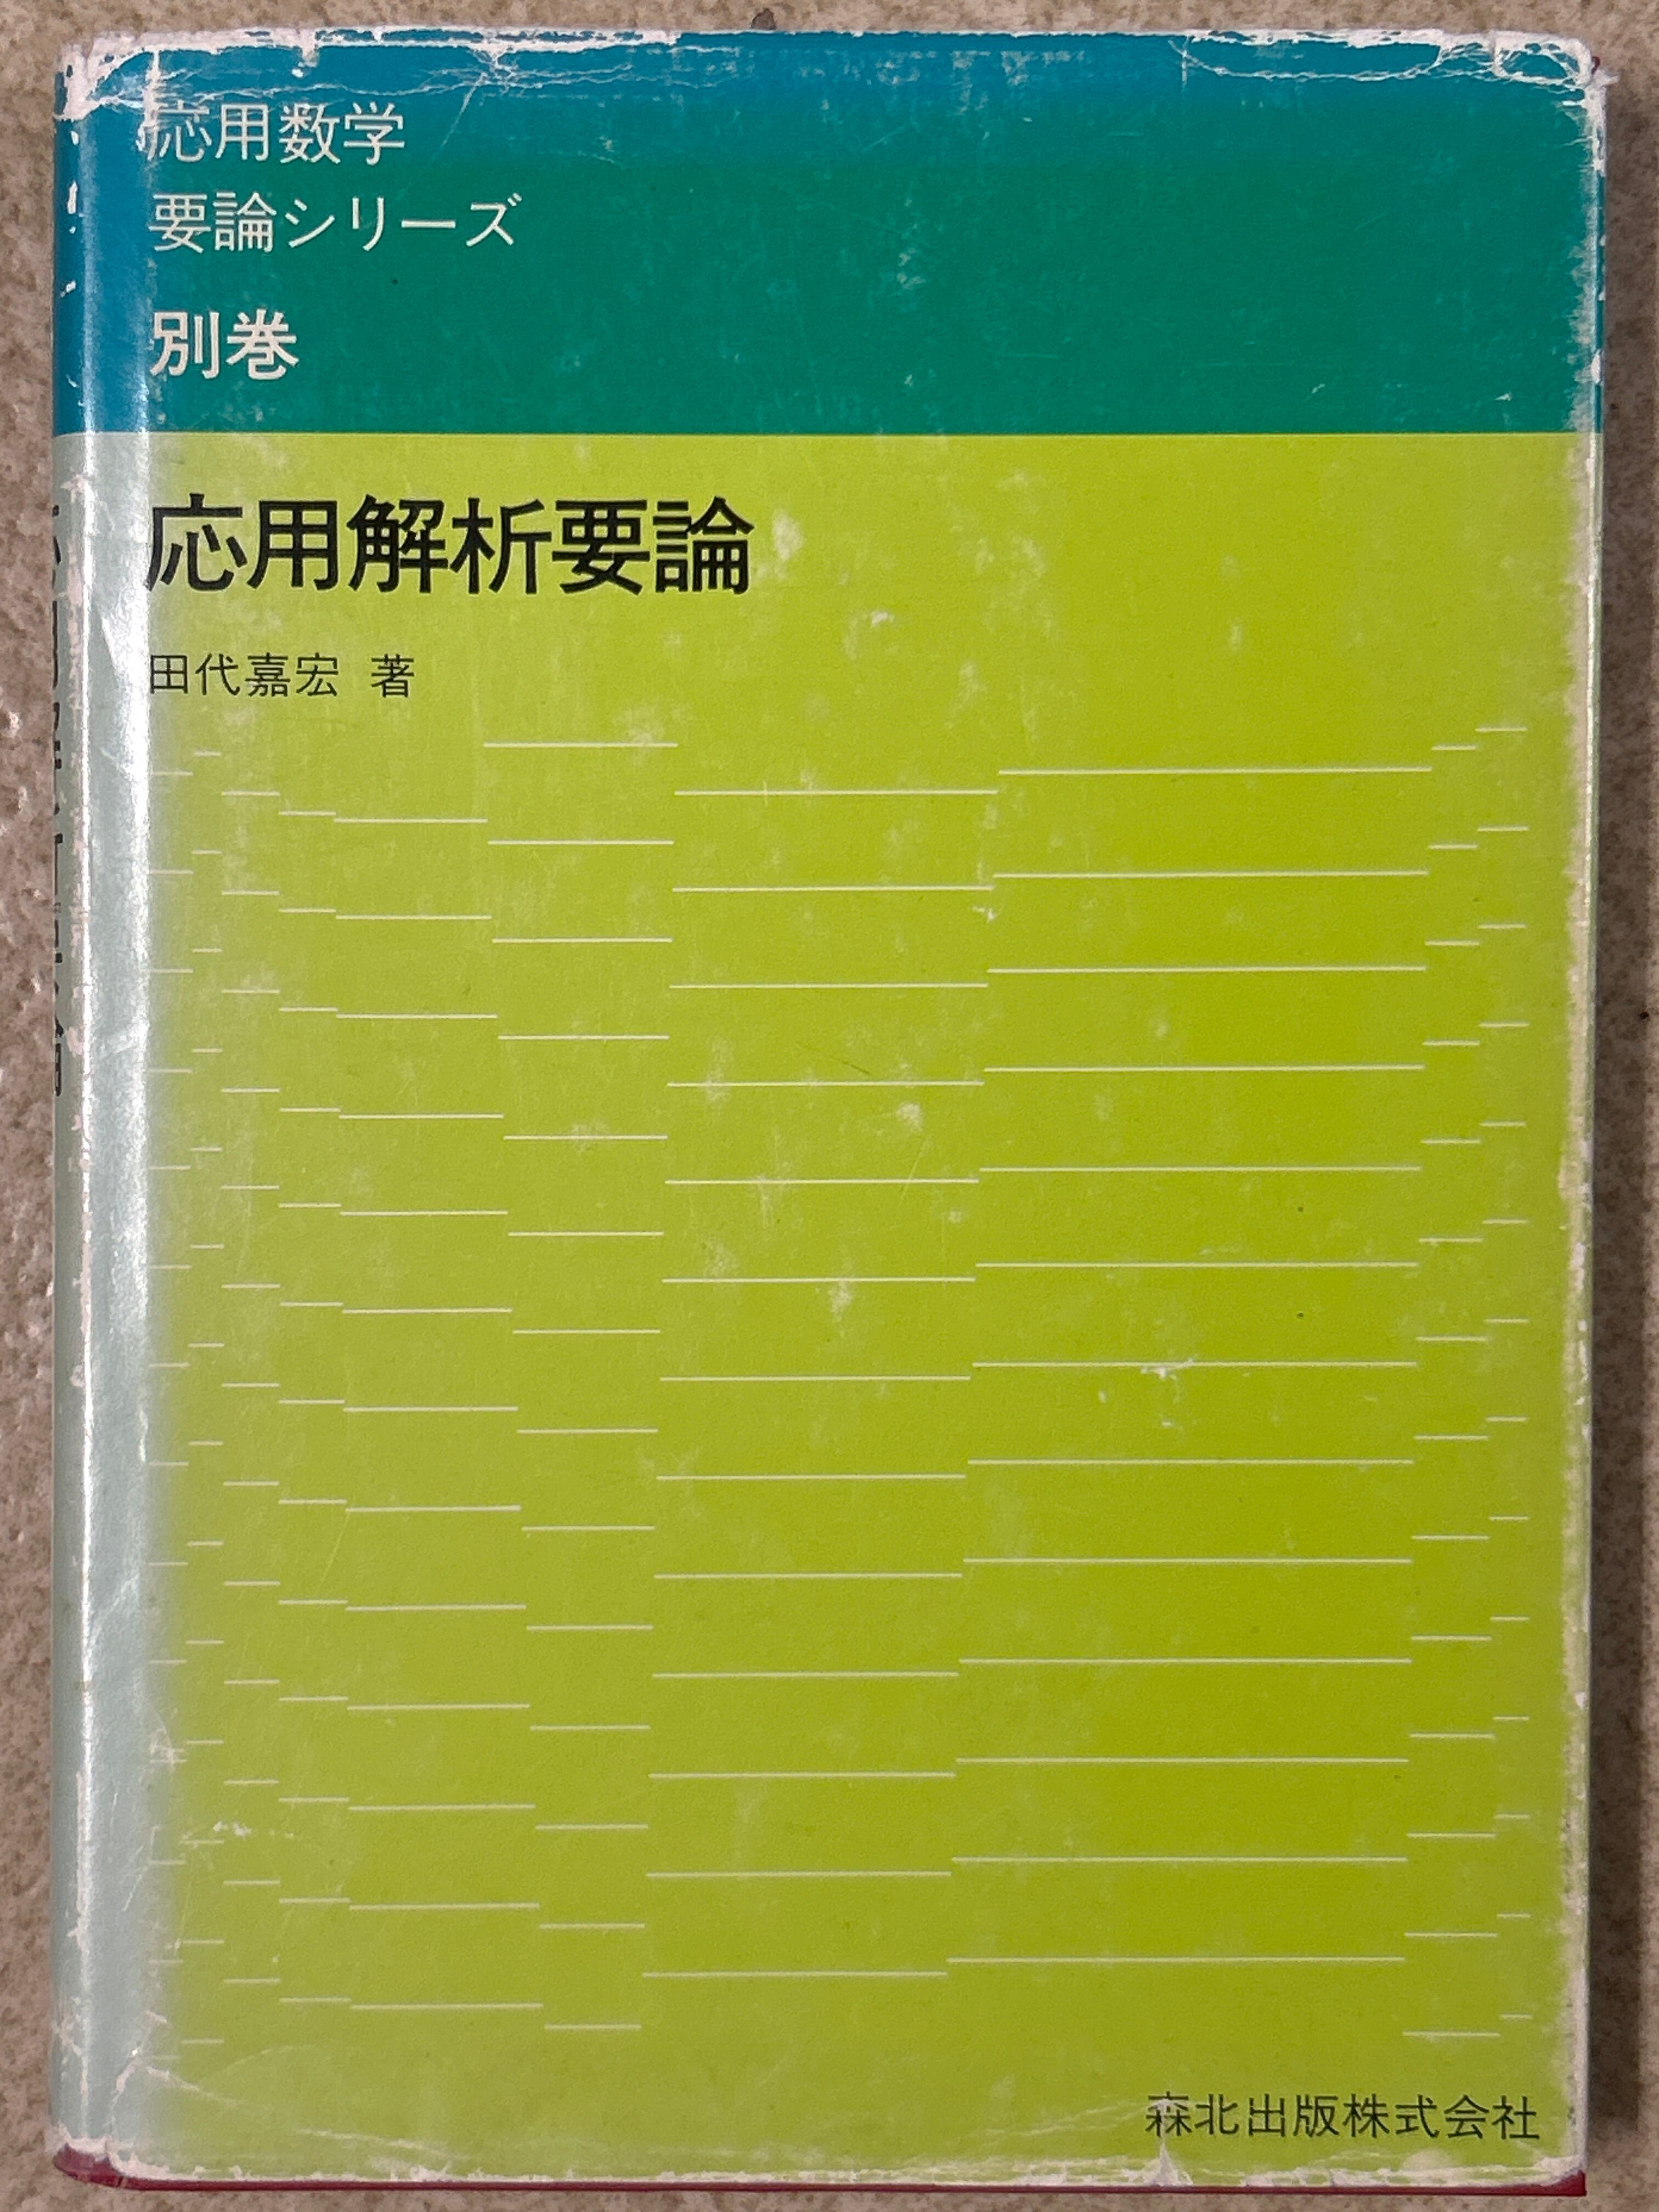 応用数学
要論シリーズ
別巻
応用解析要論
田代嘉宏 著
森北出版株式会社